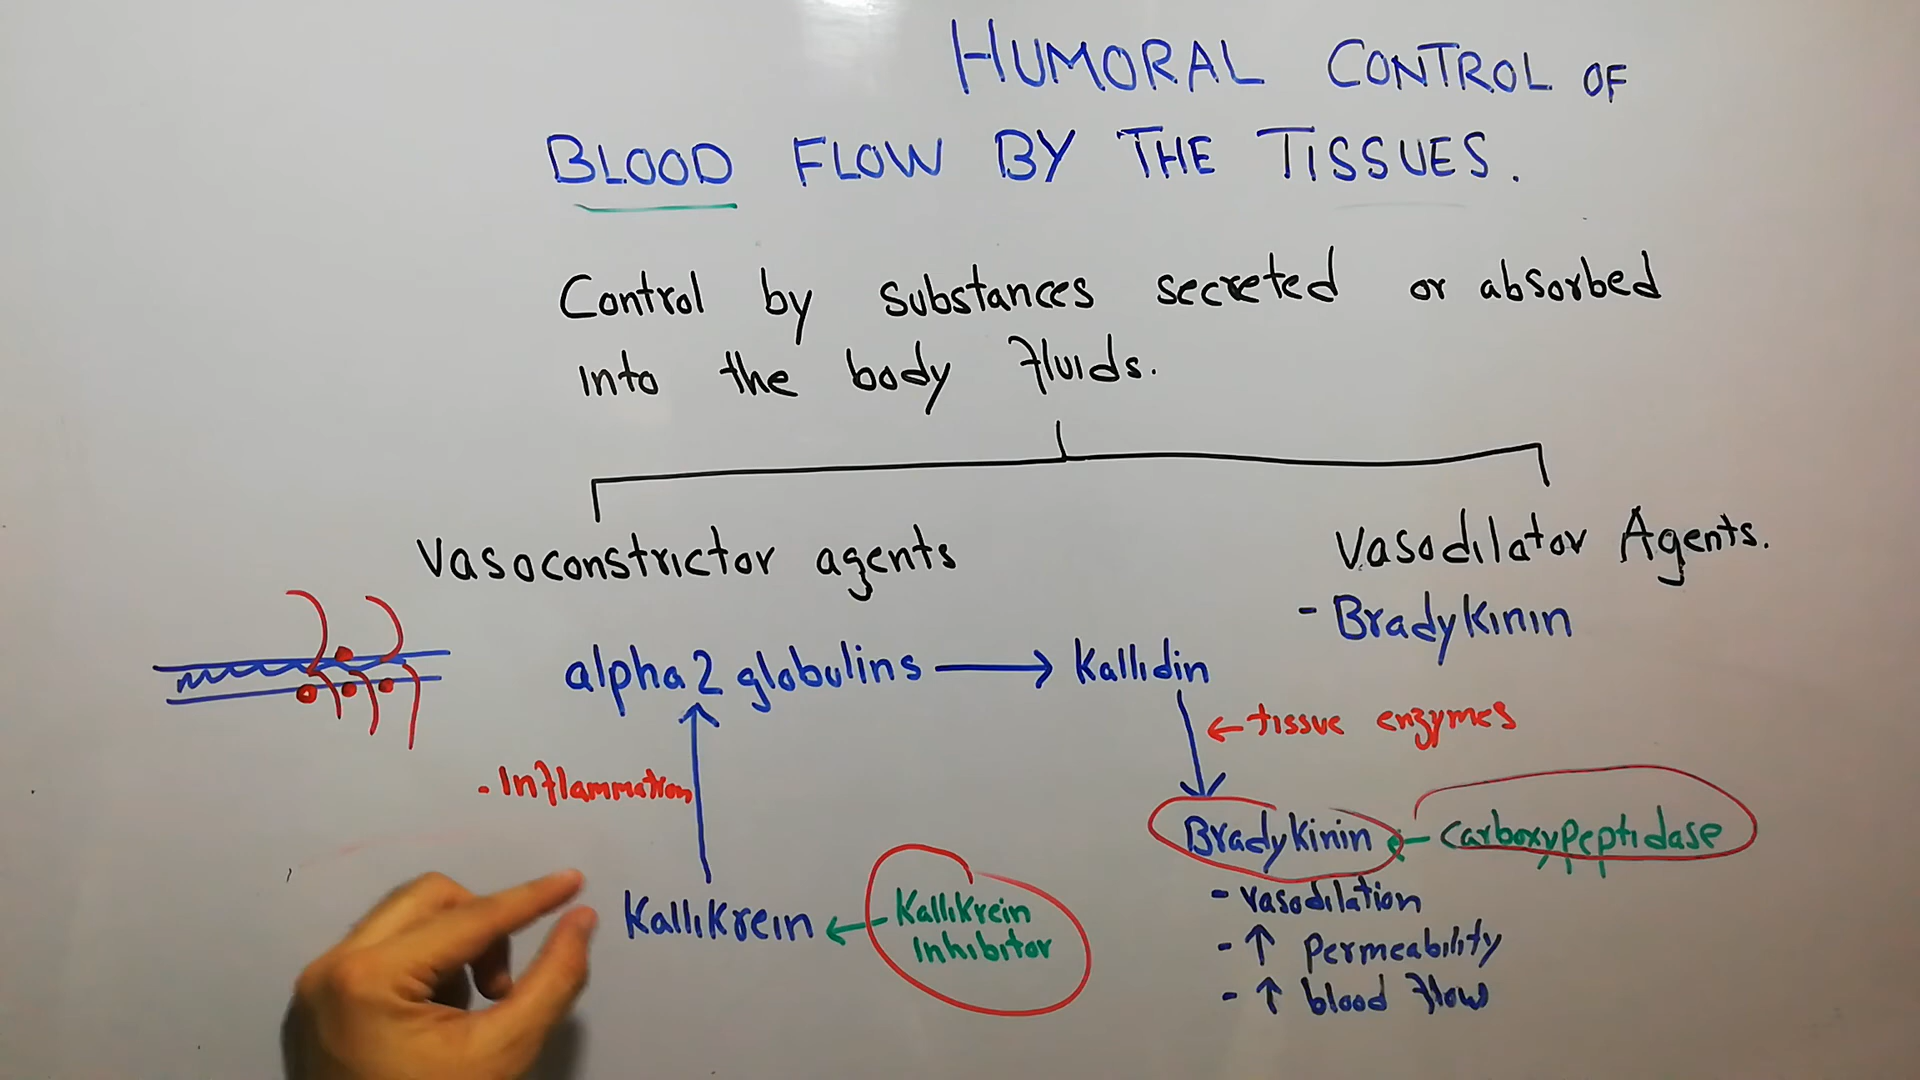 HUMORAL CONTROL OF
BLOOD FLOW BY THE TISSUES.
Control by substances secreted or absorbed
into the body fluids.
Vasoconstrictor agents
Vasodilator Agents.
- Bradykinin
alpha 2 globulins → Kallidin
← tissue enzymes
. Inflammation
Bradykinin ← carboxypeptidase
- vasodilation
- ↑ permeability
- ↑ blood flow
Kallikrein ← Kallikrein
Inhibitor